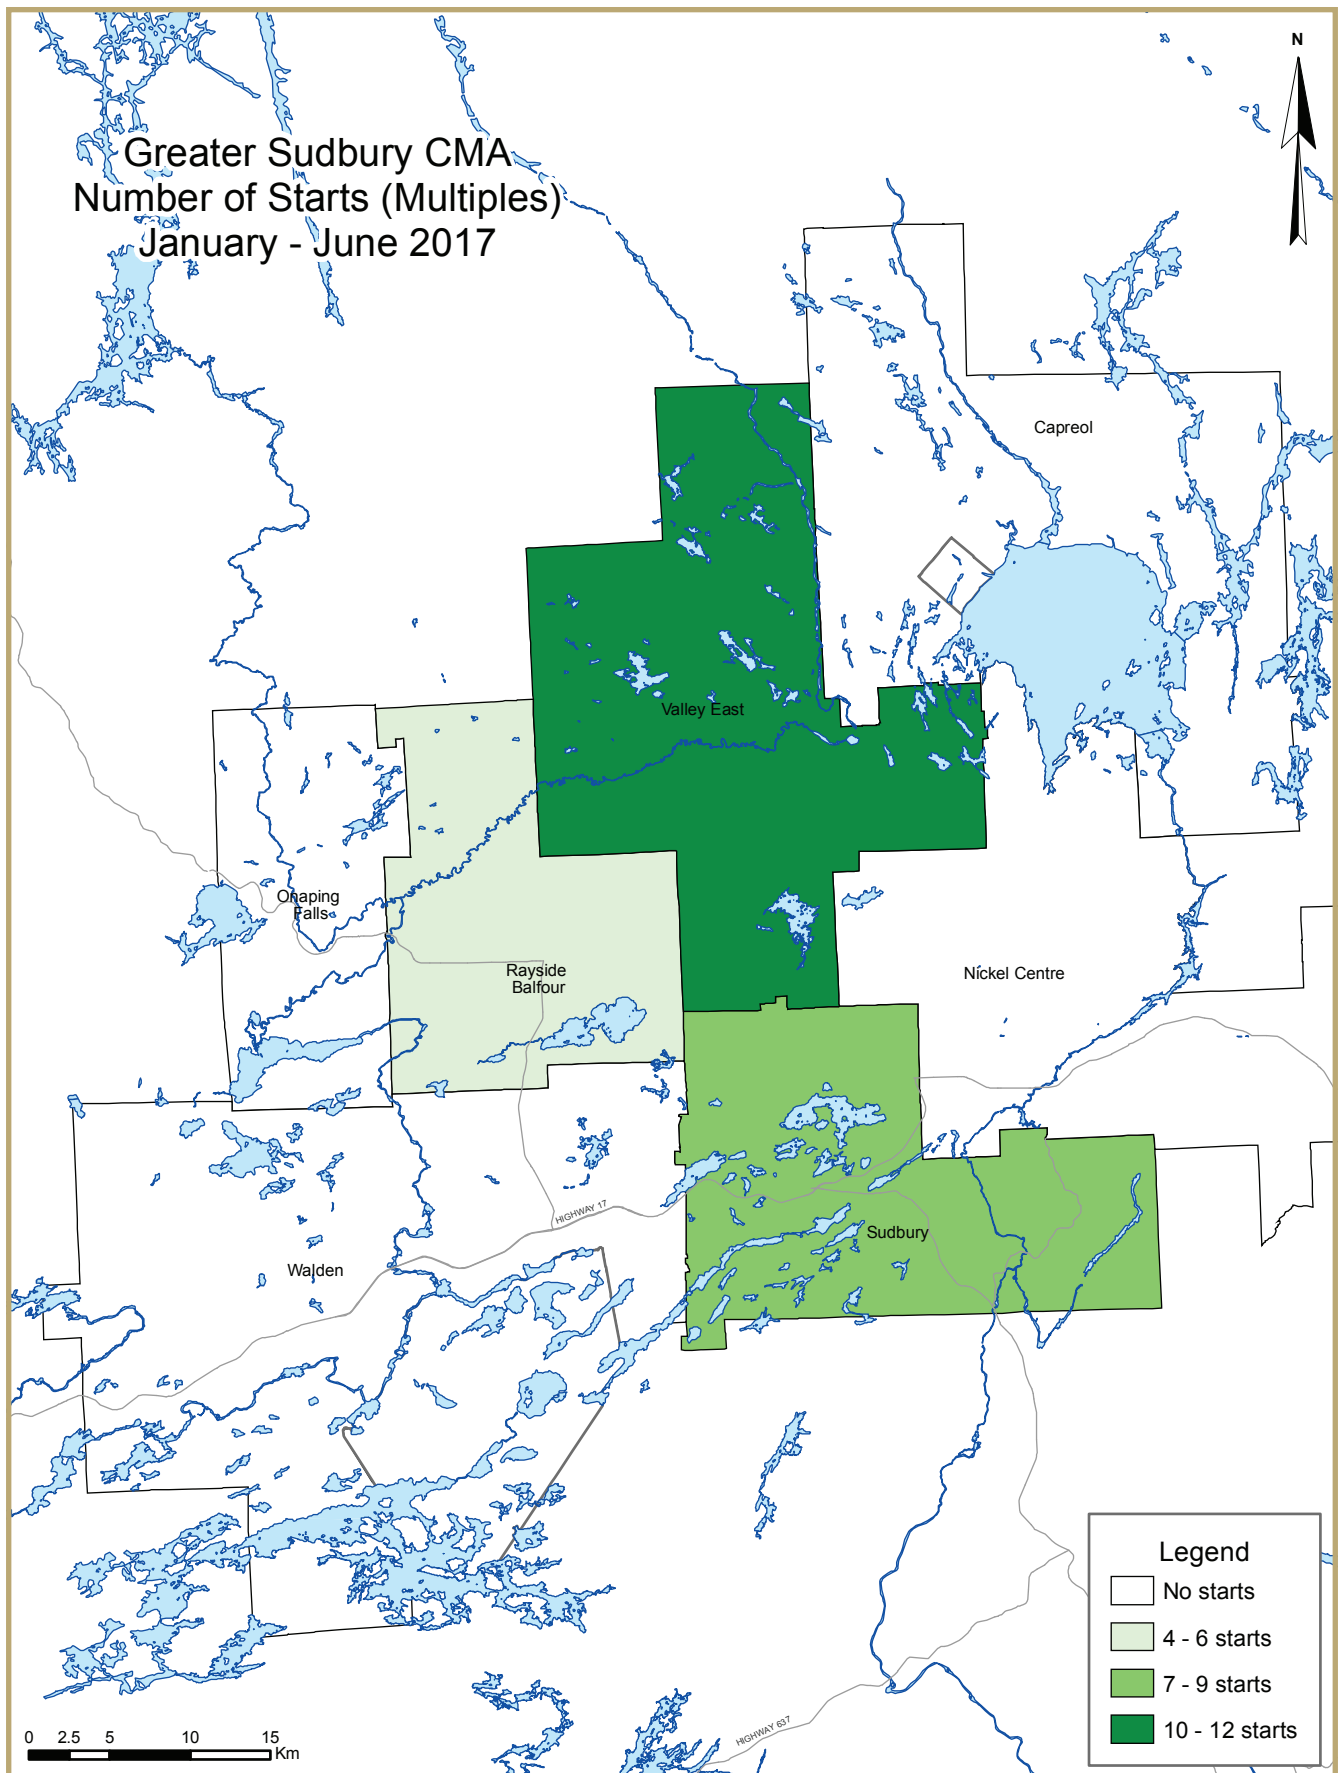 N
Greater Sudbury CMA
Number of Starts (Multiples)
January - June 2017
Capreol
Valley East
Onaping
Falls
Rayside
Balfour
Nickel Centre
HIGHWAY 17
Sudbury
Walden
Legend
No starts
4 - 6 starts
7 - 9 starts
10 - 12 starts
HIGHWAY 637
0 2.5 5 10 15
Km